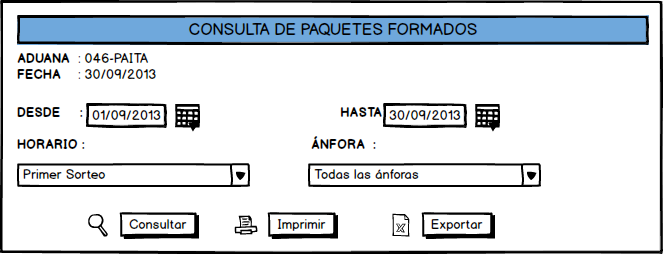 CONSULTA DE PAQUETES FORMADOS
ADUANA : 046-PAITA
FECHA : 30/09/2013
DESDE : 01/09/2013 HASTA 30/09/2013
HORARIO : ÁNFORA :
Primer Sorteo Todas las ánforas
Consultar Imprimir Exportar